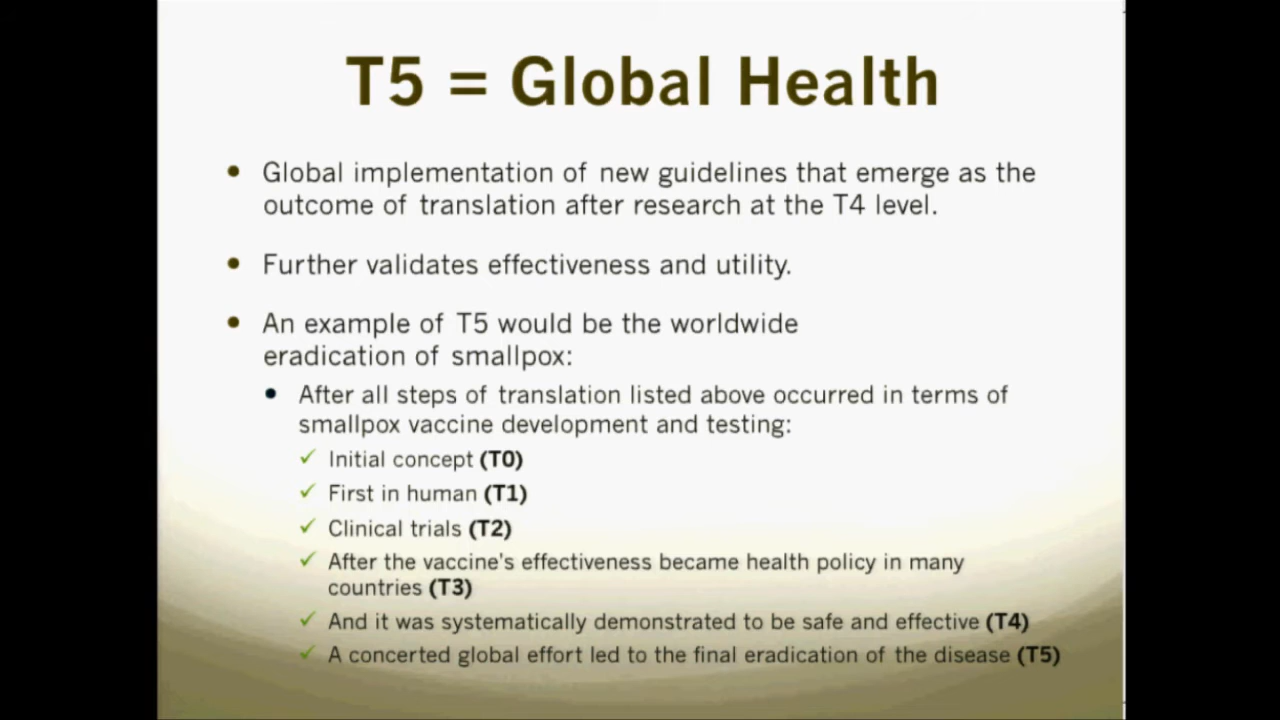 T5 = Global Health
• Global implementation of new guidelines that emerge as the
outcome of translation after research at the T4 level.
• Further validates effectiveness and utility.
• An example of T5 would be the worldwide
eradication of smallpox:
• After all steps of translation listed above occurred in terms of
smallpox vaccine development and testing:
✓ Initial concept (T0)
✓ First in human (T1)
✓ Clinical trials (T2)
✓ After the vaccine's effectiveness became health policy in many
countries (T3)
✓ And it was systematically demonstrated to be safe and effective (T4)
✓ A concerted global effort led to the final eradication of the disease (T5)